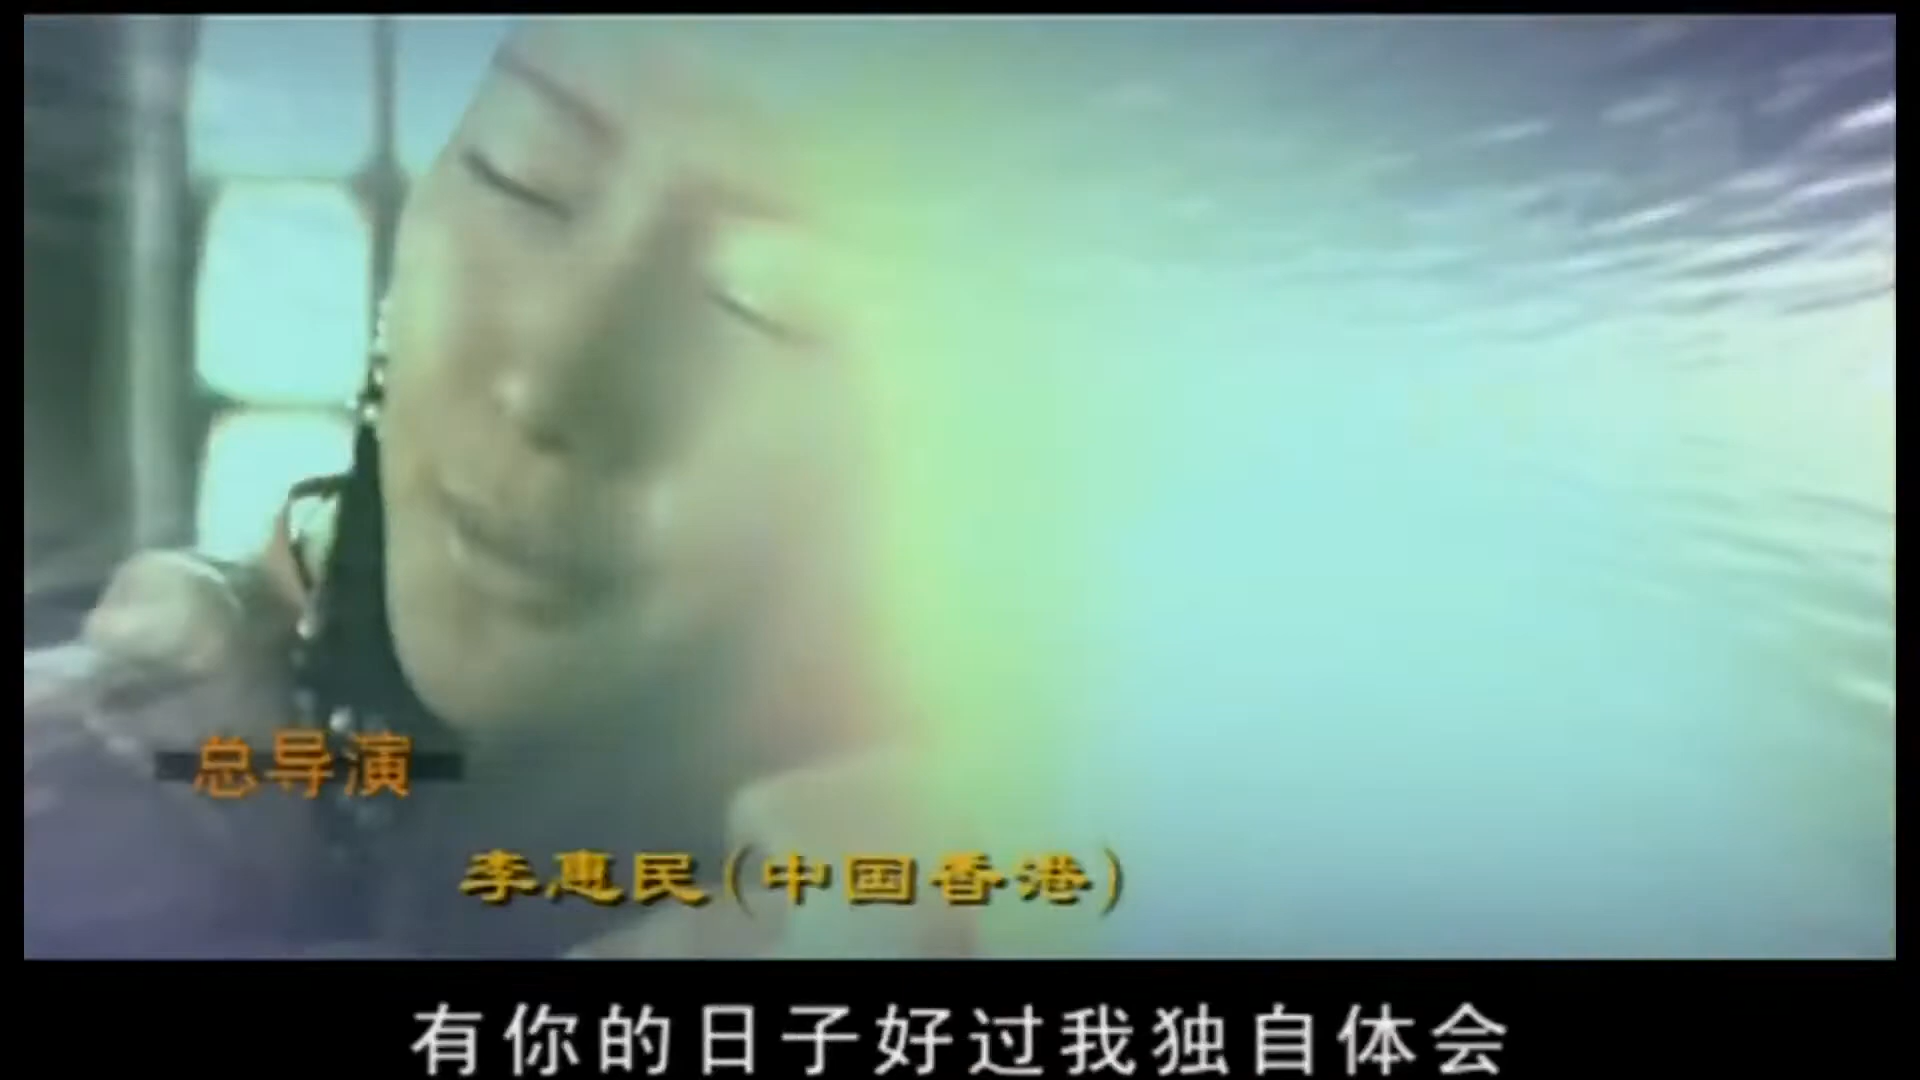 总导演
李惠民(中国香港)
有你的日子好过我独自体会